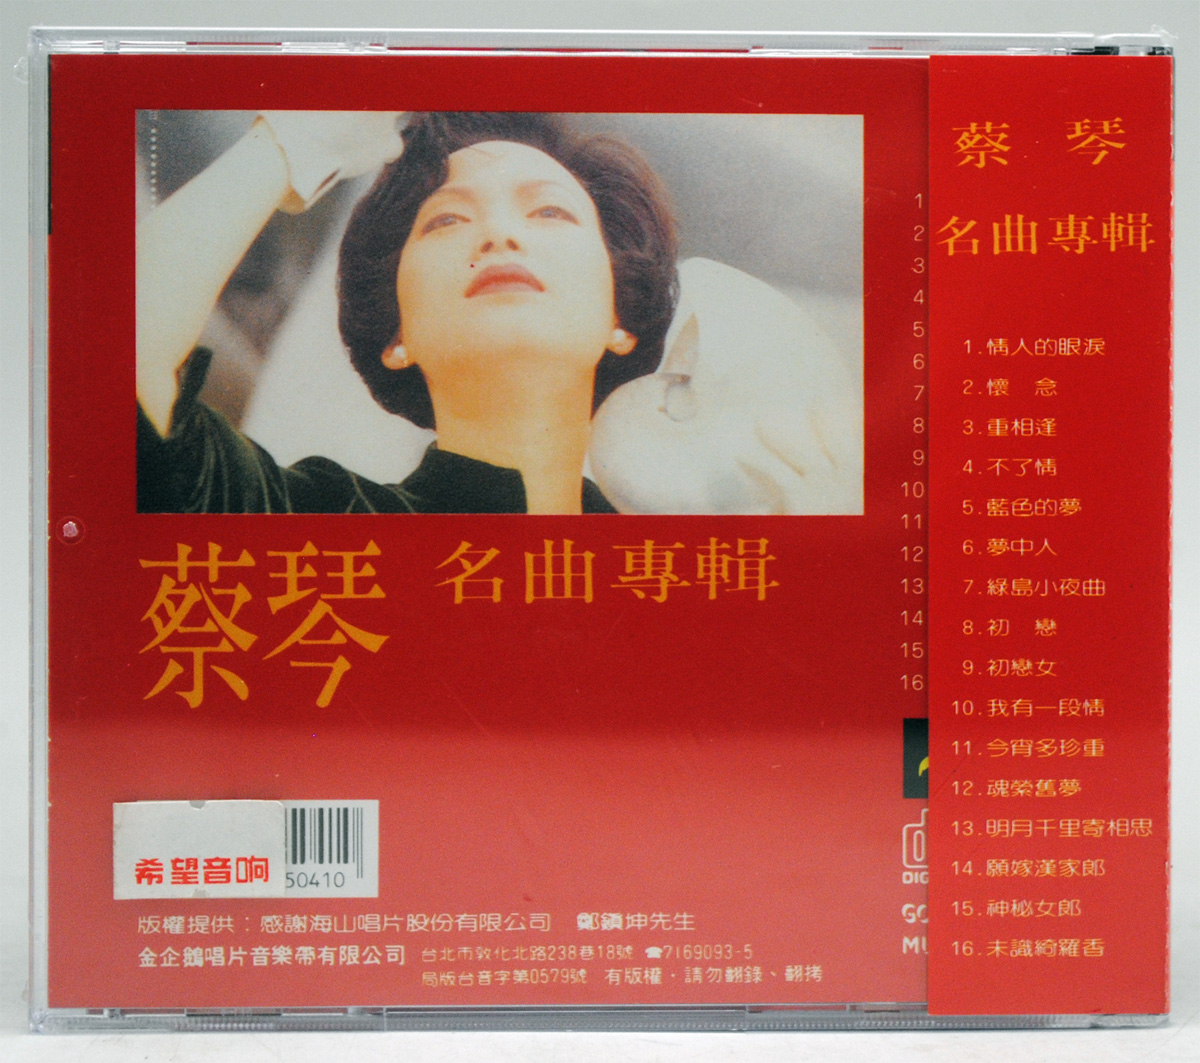 蔡琴 名曲專輯
希望音响
50410
版權提供：感謝海山唱片股份有限公司 鄭鎮坤先生
金企鵝唱片音樂帶有限公司 台北市敦化北路238巷18號 ☎7169093-5
局版台音字第0579號 有版權・請勿翻錄、翻拷
1
2
3
4
5
6
7
8
9
10
11
12
13
14
15
16
DIG
GO
MU
蔡 琴
名曲專輯
1.情人的眼淚
2.懷 念
3.重相逢
4.不了情
5.藍色的夢
6.夢中人
7.綠島小夜曲
8.初 戀
9.初戀女
10.我有一段情
11.今宵多珍重
12.魂縈舊夢
13.明月千里寄相思
14.願嫁漢家郎
15.神秘女郎
16.未識綺羅香